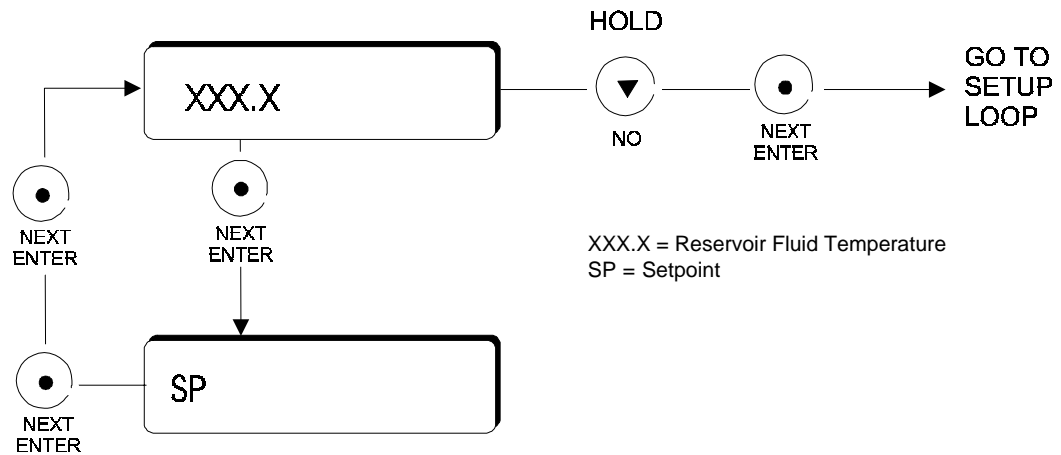 HOLD
XXX.X
NO
NEXT
ENTER
GO TO
SETUP
LOOP
NEXT
ENTER
NEXT
ENTER
XXX.X = Reservoir Fluid Temperature
SP = Setpoint
SP
NEXT
ENTER